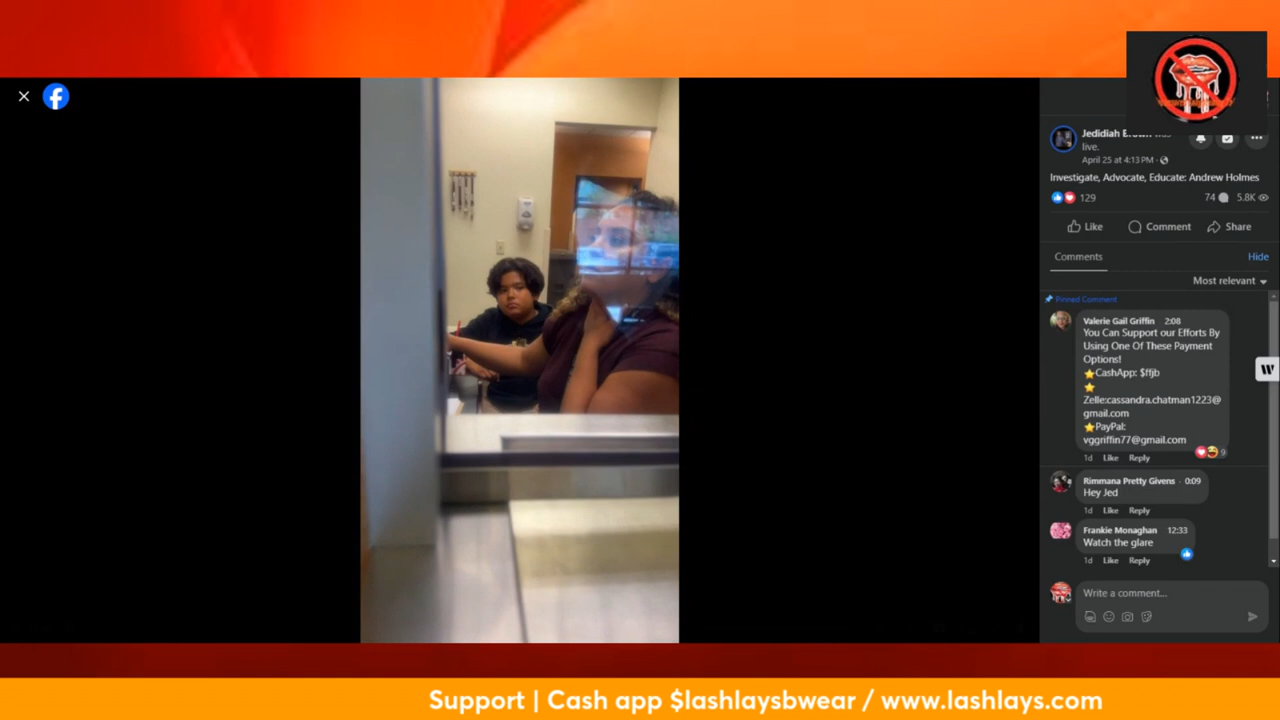 Jedidiah
live.
April 25 at 4:13 PM
Investigate, Advocate, Educate: Andrew Holmes
129
74
5.8K
Like
Comment
Share
Comments
Hide
Most relevant
Pinned Comment
Valerie Gail Griffin 2:08
You Can Support our Efforts By
Using One Of These Payment
Options!
⭐CashApp: $ffjb
⭐
Zelle:cassandra.chatman1223@
gmail.com
⭐PayPal:
vggriffin77@gmail.com
9
1d Like Reply
Rimmana Pretty Givens · 0:09
Hey Jed
1d Like Reply
Frankie Monaghan 12:33
Watch the glare
1d Like Reply
Write a comment...
W
Support | Cash app $lashlaysbwear / www.lashlays.com